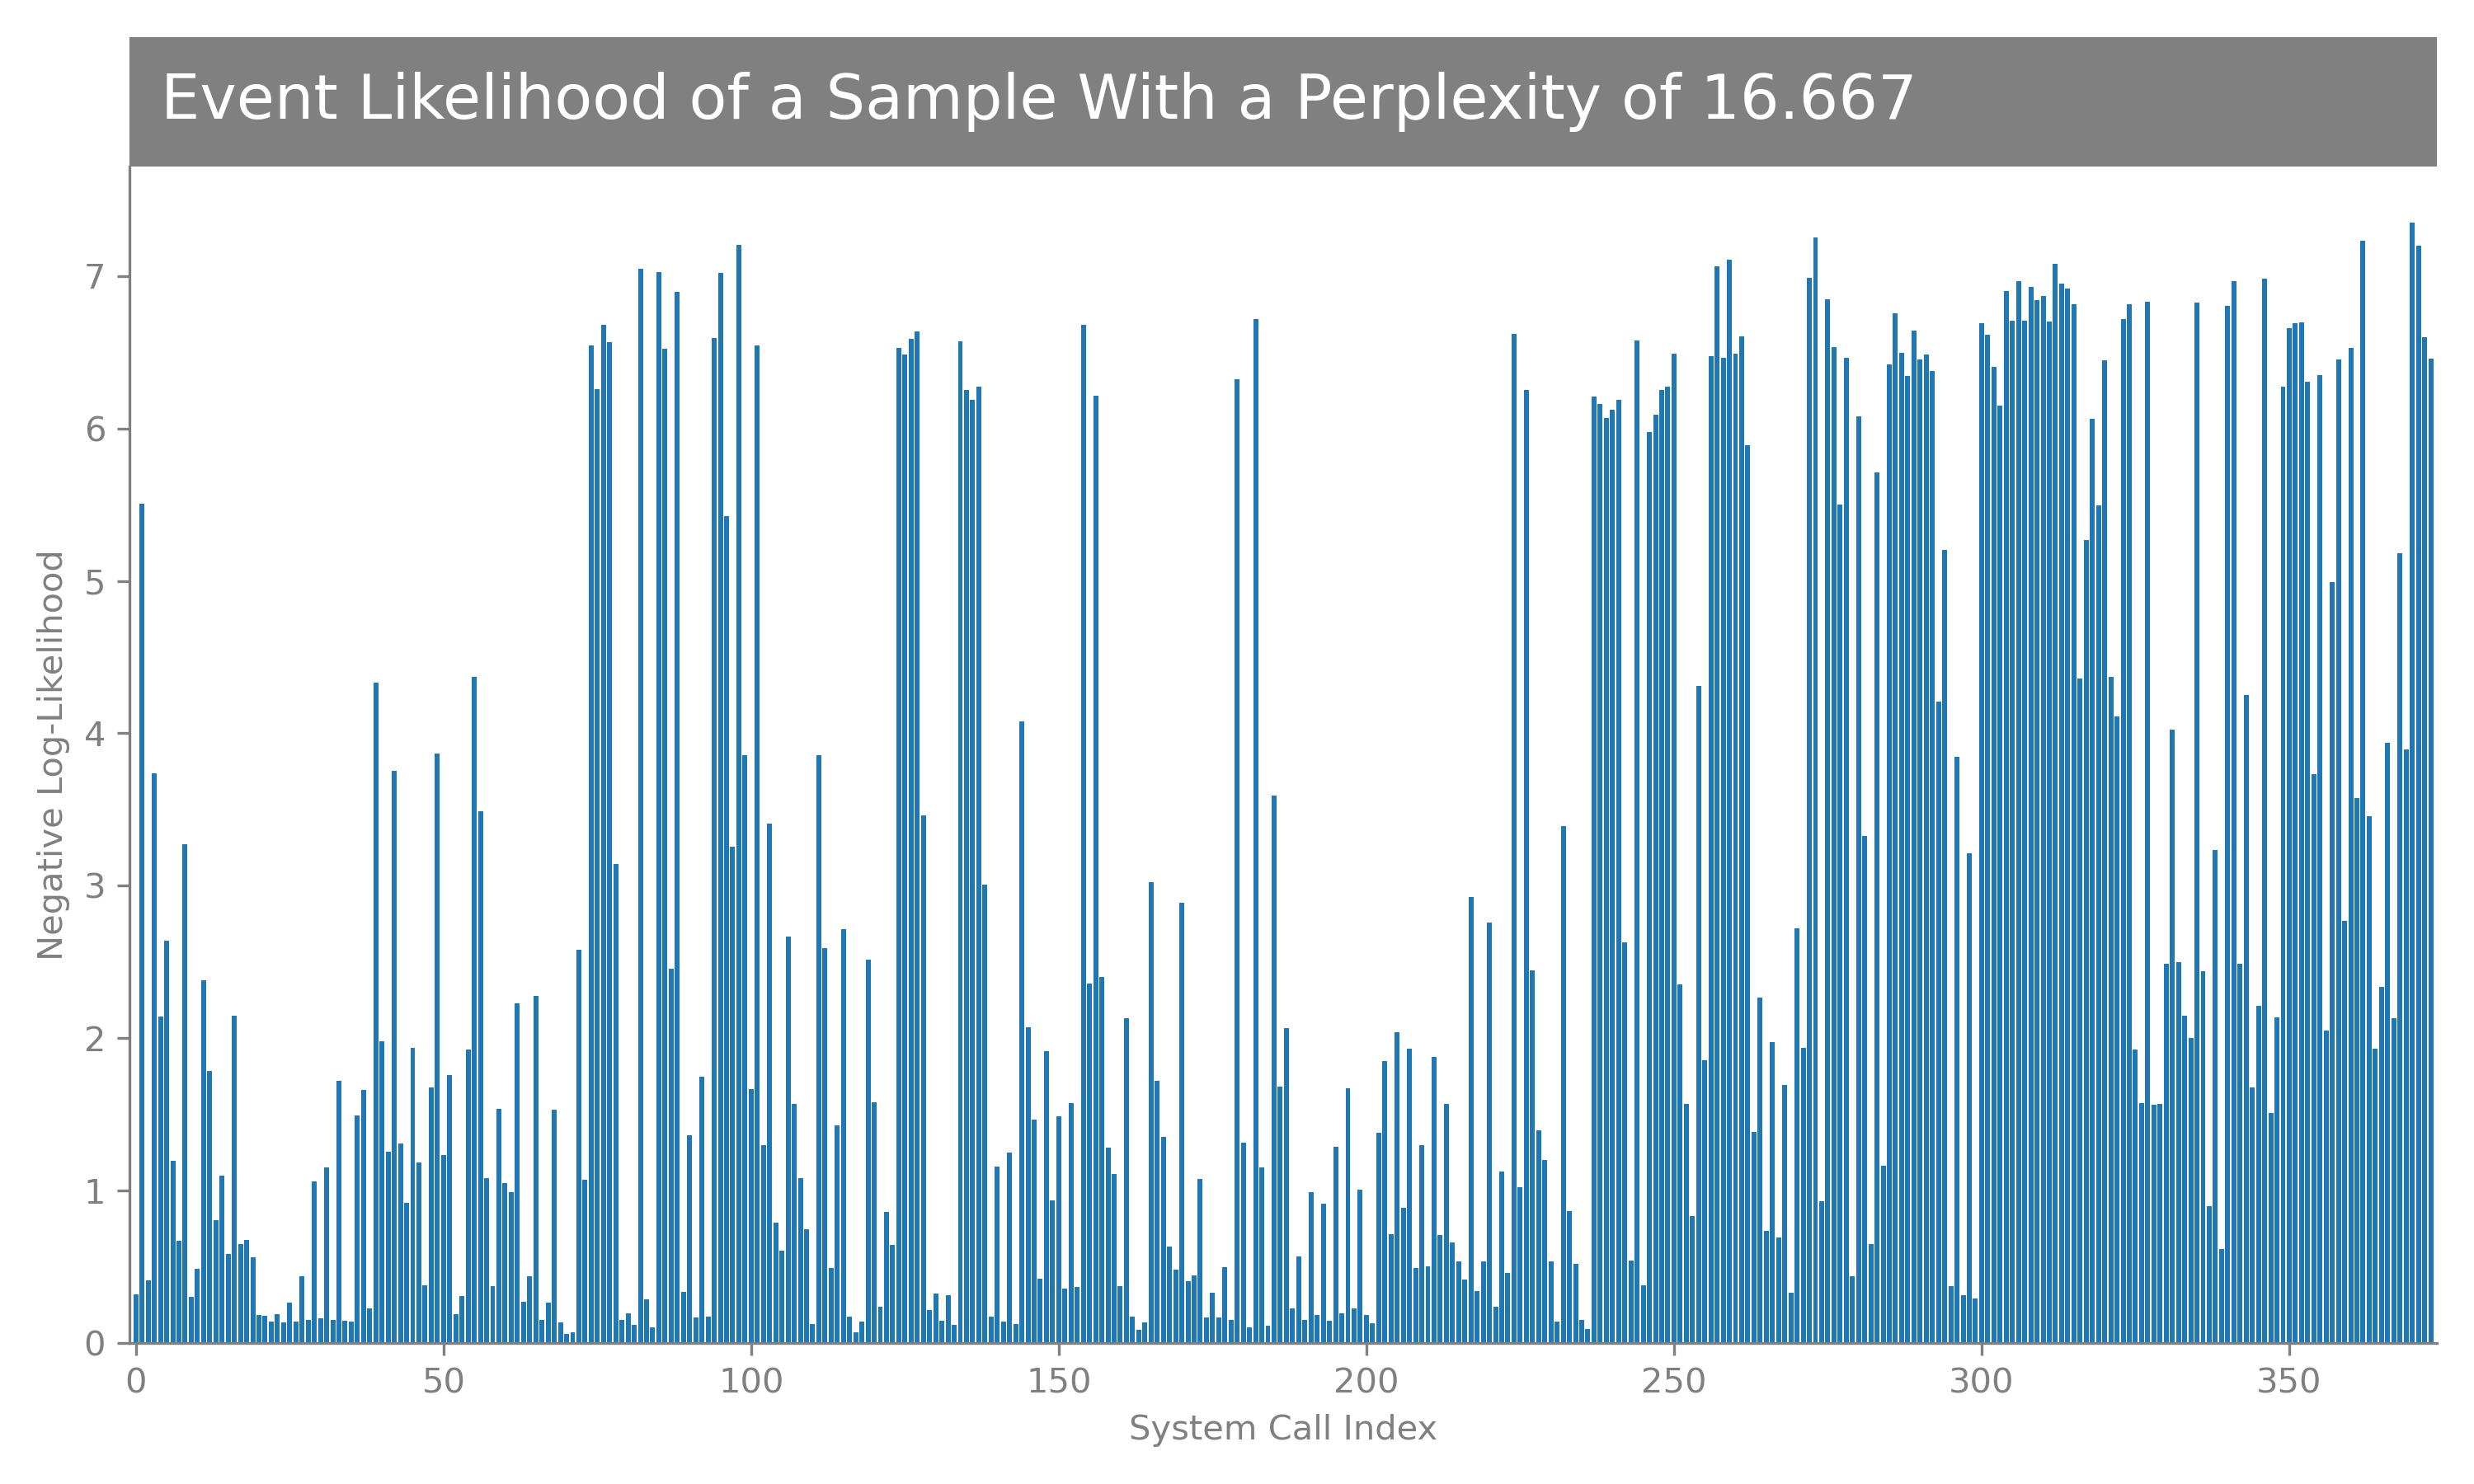 Event Likelihood of a Sample With a Perplexity of 16.667
Negative Log-Likelihood
7
6
5
4
3
2
1
0
0 50 100 150 200 250 300 350
System Call Index